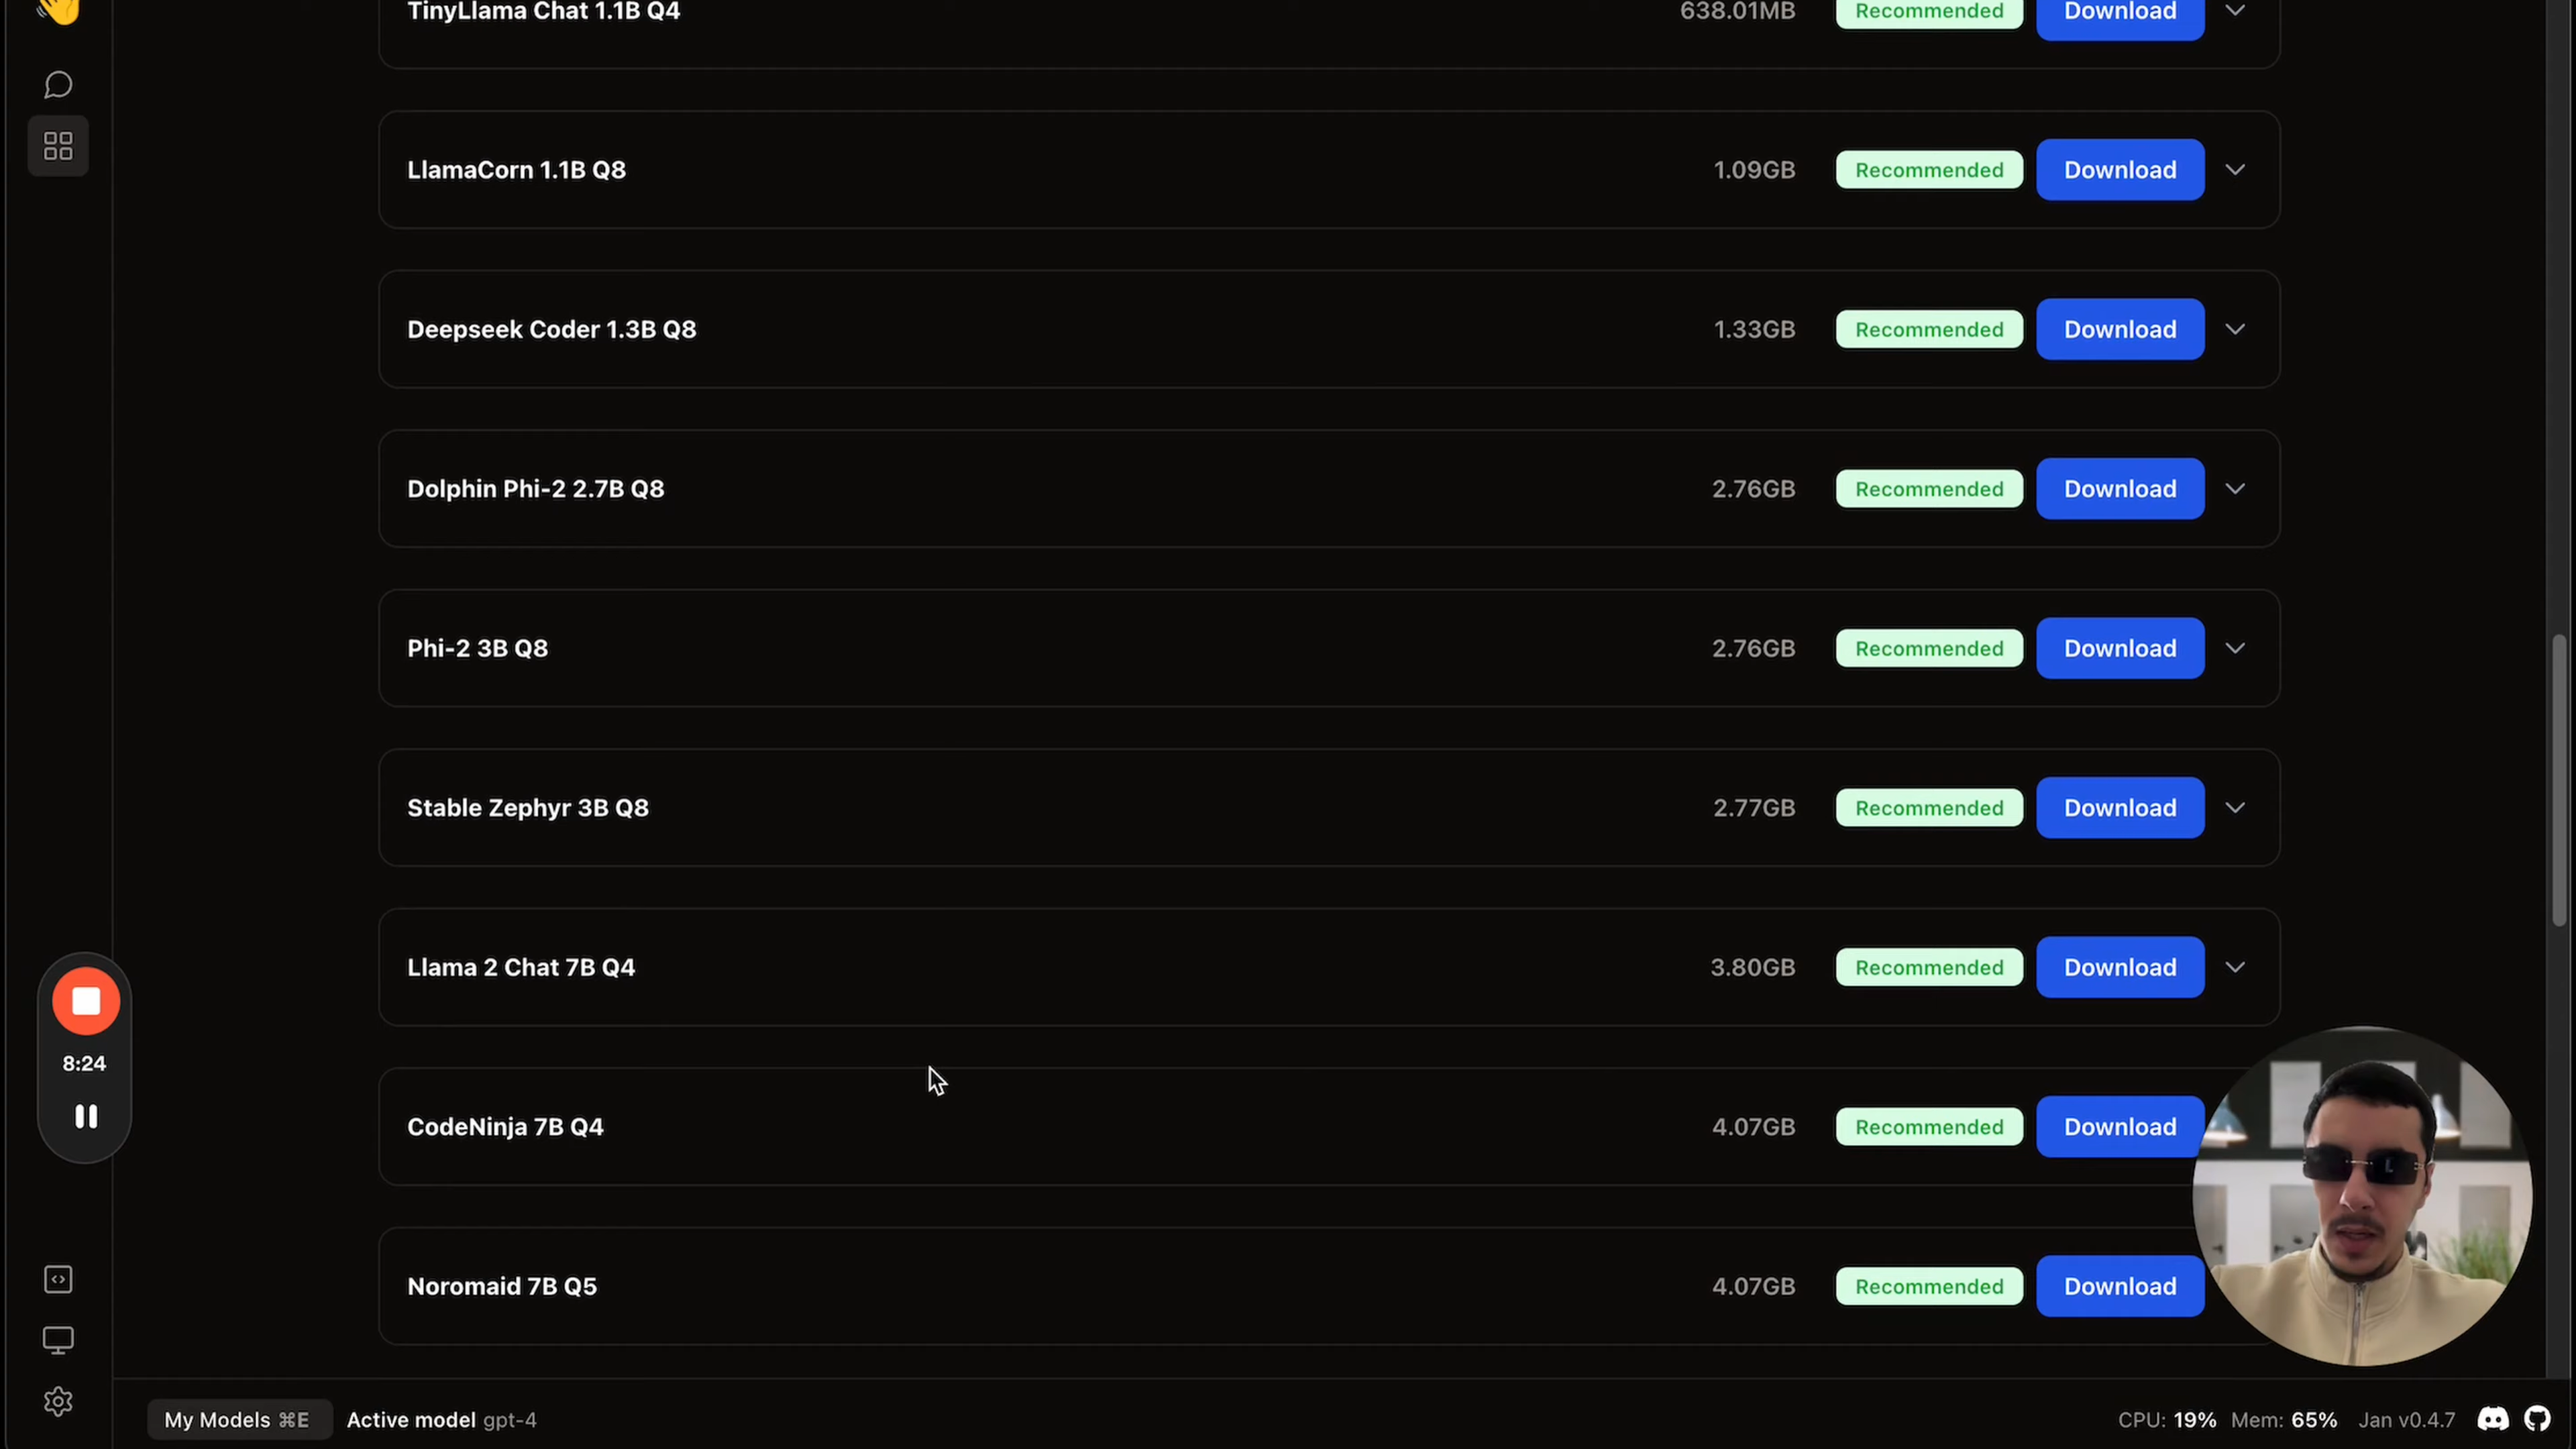 TinyLlama Chat 1.1B Q4 638.01MB Recommended Download
LlamaCorn 1.1B Q8 1.09GB Recommended Download
Deepseek Coder 1.3B Q8 1.33GB Recommended Download
Dolphin Phi-2 2.7B Q8 2.76GB Recommended Download
Phi-2 3B Q8 2.76GB Recommended Download
Stable Zephyr 3B Q8 2.77GB Recommended Download
Llama 2 Chat 7B Q4 3.80GB Recommended Download
8:24
CodeNinja 7B Q4 4.07GB Recommended Download
Noromaid 7B Q5 4.07GB Recommended Download
My Models ⌘E Active model gpt-4 CPU: 19% Mem: 65% Jan v0.4.7